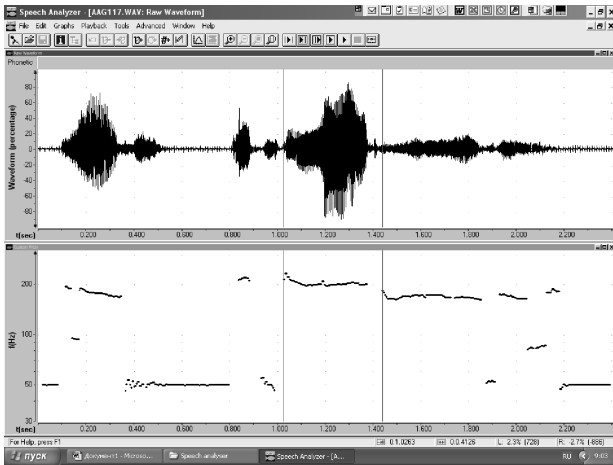 Speech Analyzer - [AAG117.WAV: Raw Waveform]
File Edit Graphs Playback Tools Advanced Window Help
Phonetic
Waveform (percentage)
80
60
40
20
0
-20
-40
-60
-80
t(sec) 0.200 0.400 0.600 0.800 1.000 1.200 1.400 1.600 1.800 2.000 2.200
f(Hz)
200
100
50
30
t(sec) 0.200 0.400 0.600 0.800 1.000 1.200 1.400 1.600 1.800 2.000 2.200
For Help, press F1 0.1.0263 0.0.4126 L: 2.3% (728) R: -2.7% (-886)
пуск Документ1 - Microso... Speech analyser Speech Analyzer - [A... RU 9:03